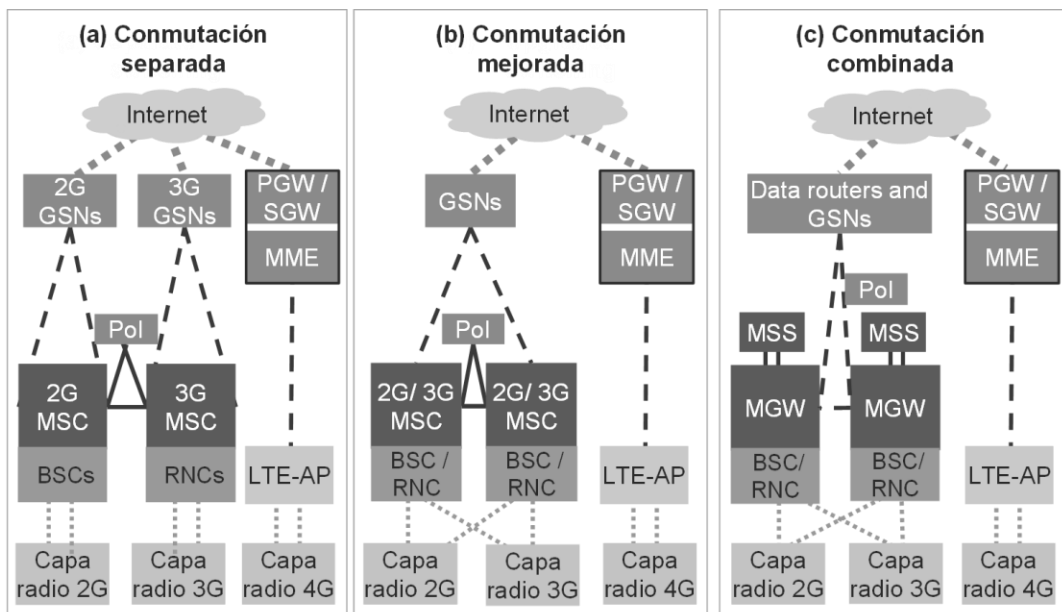 (a) Conmutación
separada
Internet
2G
GSNs
3G
GSNs
PGW /
SGW
MME
PoI
2G
MSC
3G
MSC
BSCs
RNCs
LTE-AP
Capa
radio 2G
Capa
radio 3G
Capa
radio 4G
(b) Conmutación
mejorada
Internet
GSNs
PGW /
SGW
MME
PoI
2G/ 3G
MSC
2G/ 3G
MSC
BSC /
RNC
BSC /
RNC
LTE-AP
Capa
radio 2G
Capa
radio 3G
Capa
radio 4G
(c) Conmutación
combinada
Internet
Data routers and
GSNs
PGW /
SGW
MME
PoI
MSS
MSS
MGW
MGW
BSC/
RNC
BSC/
RNC
LTE-AP
Capa
radio 2G
Capa
radio 3G
Capa
radio 4G